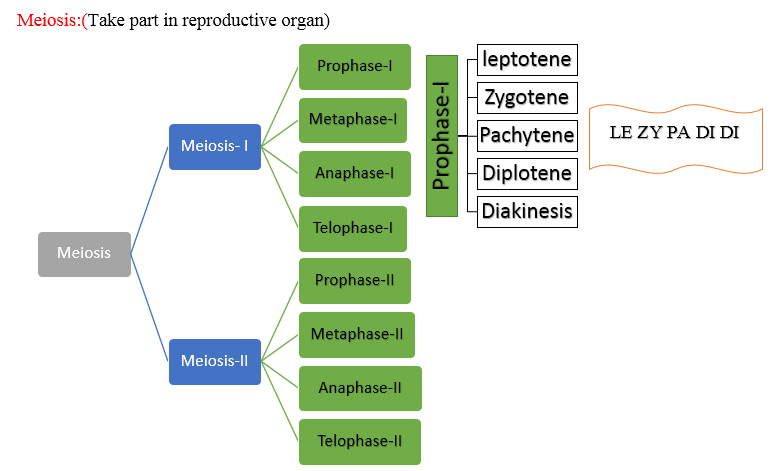 Meiosis:(Take part in reproductive organ)
Meiosis
Meiosis- I
Prophase-I
Metaphase-I
Anaphase-I
Telophase-I
Meiosis-II
Prophase-II
Metaphase-II
Anaphase-II
Telophase-II
Prophase-I
leptotene
Zygotene
Pachytene
Diplotene
Diakinesis
LE ZY PA DI DI